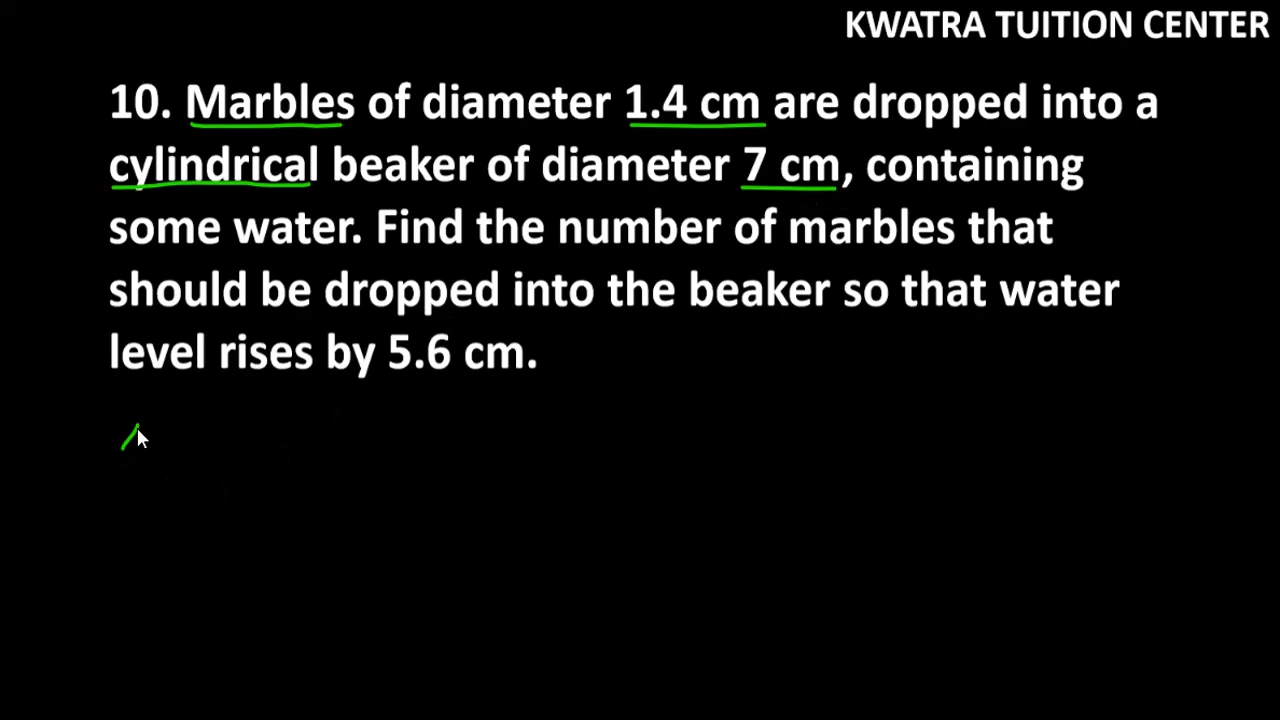 KWATRA TUITION CENTER
10. Marbles of diameter 1.4 cm are dropped into a
cylindrical beaker of diameter 7 cm, containing
some water. Find the number of marbles that
should be dropped into the beaker so that water
level rises by 5.6 cm.